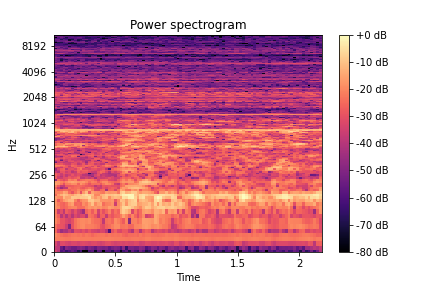 Power spectrogram
8192
4096
2048
1024
512
256
128
64
0
Hz
0
0.5
1
1.5
2
Time
+0 dB
-10 dB
-20 dB
-30 dB
-40 dB
-50 dB
-60 dB
-70 dB
-80 dB